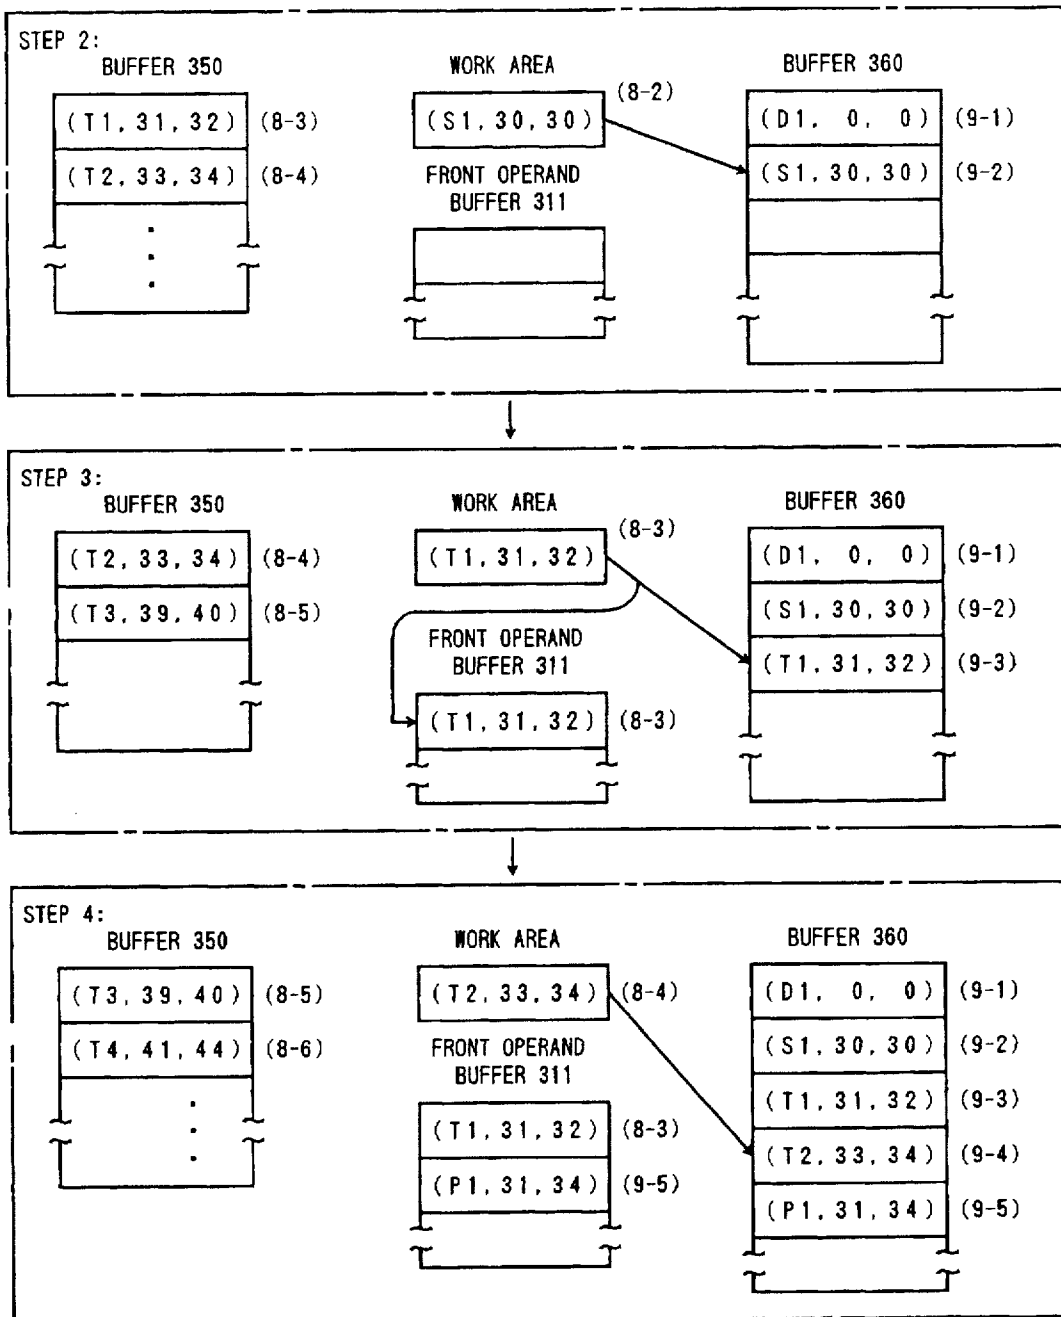 STEP 2:
BUFFER 350
WORK AREA
BUFFER 360
(T1, 31, 32) (8-3)
(S1, 30, 30) (8-2)
(D1, 0, 0) (9-1)
(T2, 33, 34) (8-4)
FRONT OPERAND
BUFFER 311
(S1, 30, 30) (9-2)
STEP 3:
BUFFER 350
WORK AREA
BUFFER 360
(T2, 33, 34) (8-4)
(T1, 31, 32) (8-3)
(D1, 0, 0) (9-1)
(T3, 39, 40) (8-5)
(S1, 30, 30) (9-2)
FRONT OPERAND
BUFFER 311
(T1, 31, 32) (9-3)
(T1, 31, 32) (8-3)
STEP 4:
BUFFER 350
WORK AREA
BUFFER 360
(T3, 39, 40) (8-5)
(T2, 33, 34) (8-4)
(D1, 0, 0) (9-1)
(T4, 41, 44) (8-6)
FRONT OPERAND
BUFFER 311
(S1, 30, 30) (9-2)
(T1, 31, 32) (9-3)
(T1, 31, 32) (8-3)
(T2, 33, 34) (9-4)
(P1, 31, 34) (9-5)
(P1, 31, 34) (9-5)